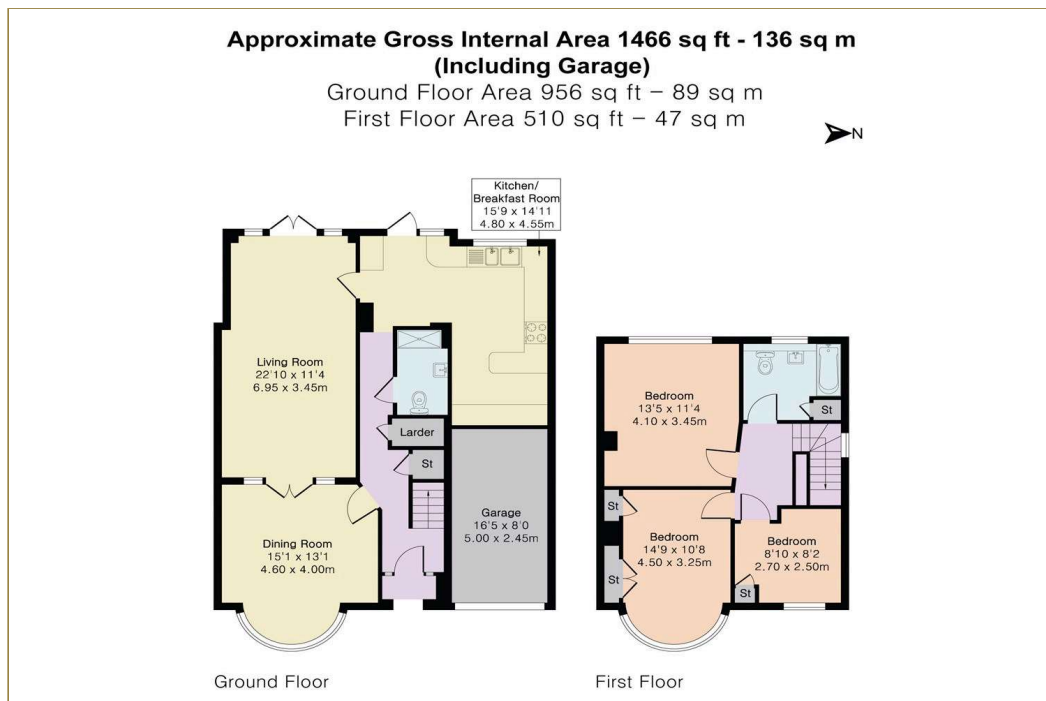 Approximate Gross Internal Area 1466 sq ft - 136 sq m
(Including Garage)
Ground Floor Area 956 sq ft – 89 sq m
First Floor Area 510 sq ft – 47 sq m
N
Kitchen/
Breakfast Room
15'9 x 14'11
4.80 x 4.55m
Living Room
22'10 x 11'4
6.95 x 3.45m
Larder
St
Garage
16'5 x 8'0
5.00 x 2.45m
Dining Room
15'1 x 13'1
4.60 x 4.00m
Ground Floor
Bedroom
13'5 x 11'4
4.10 x 3.45m
St
St
Bedroom
14'9 x 10'8
4.50 x 3.25m
St
Bedroom
8'10 x 8'2
2.70 x 2.50m
St
First Floor